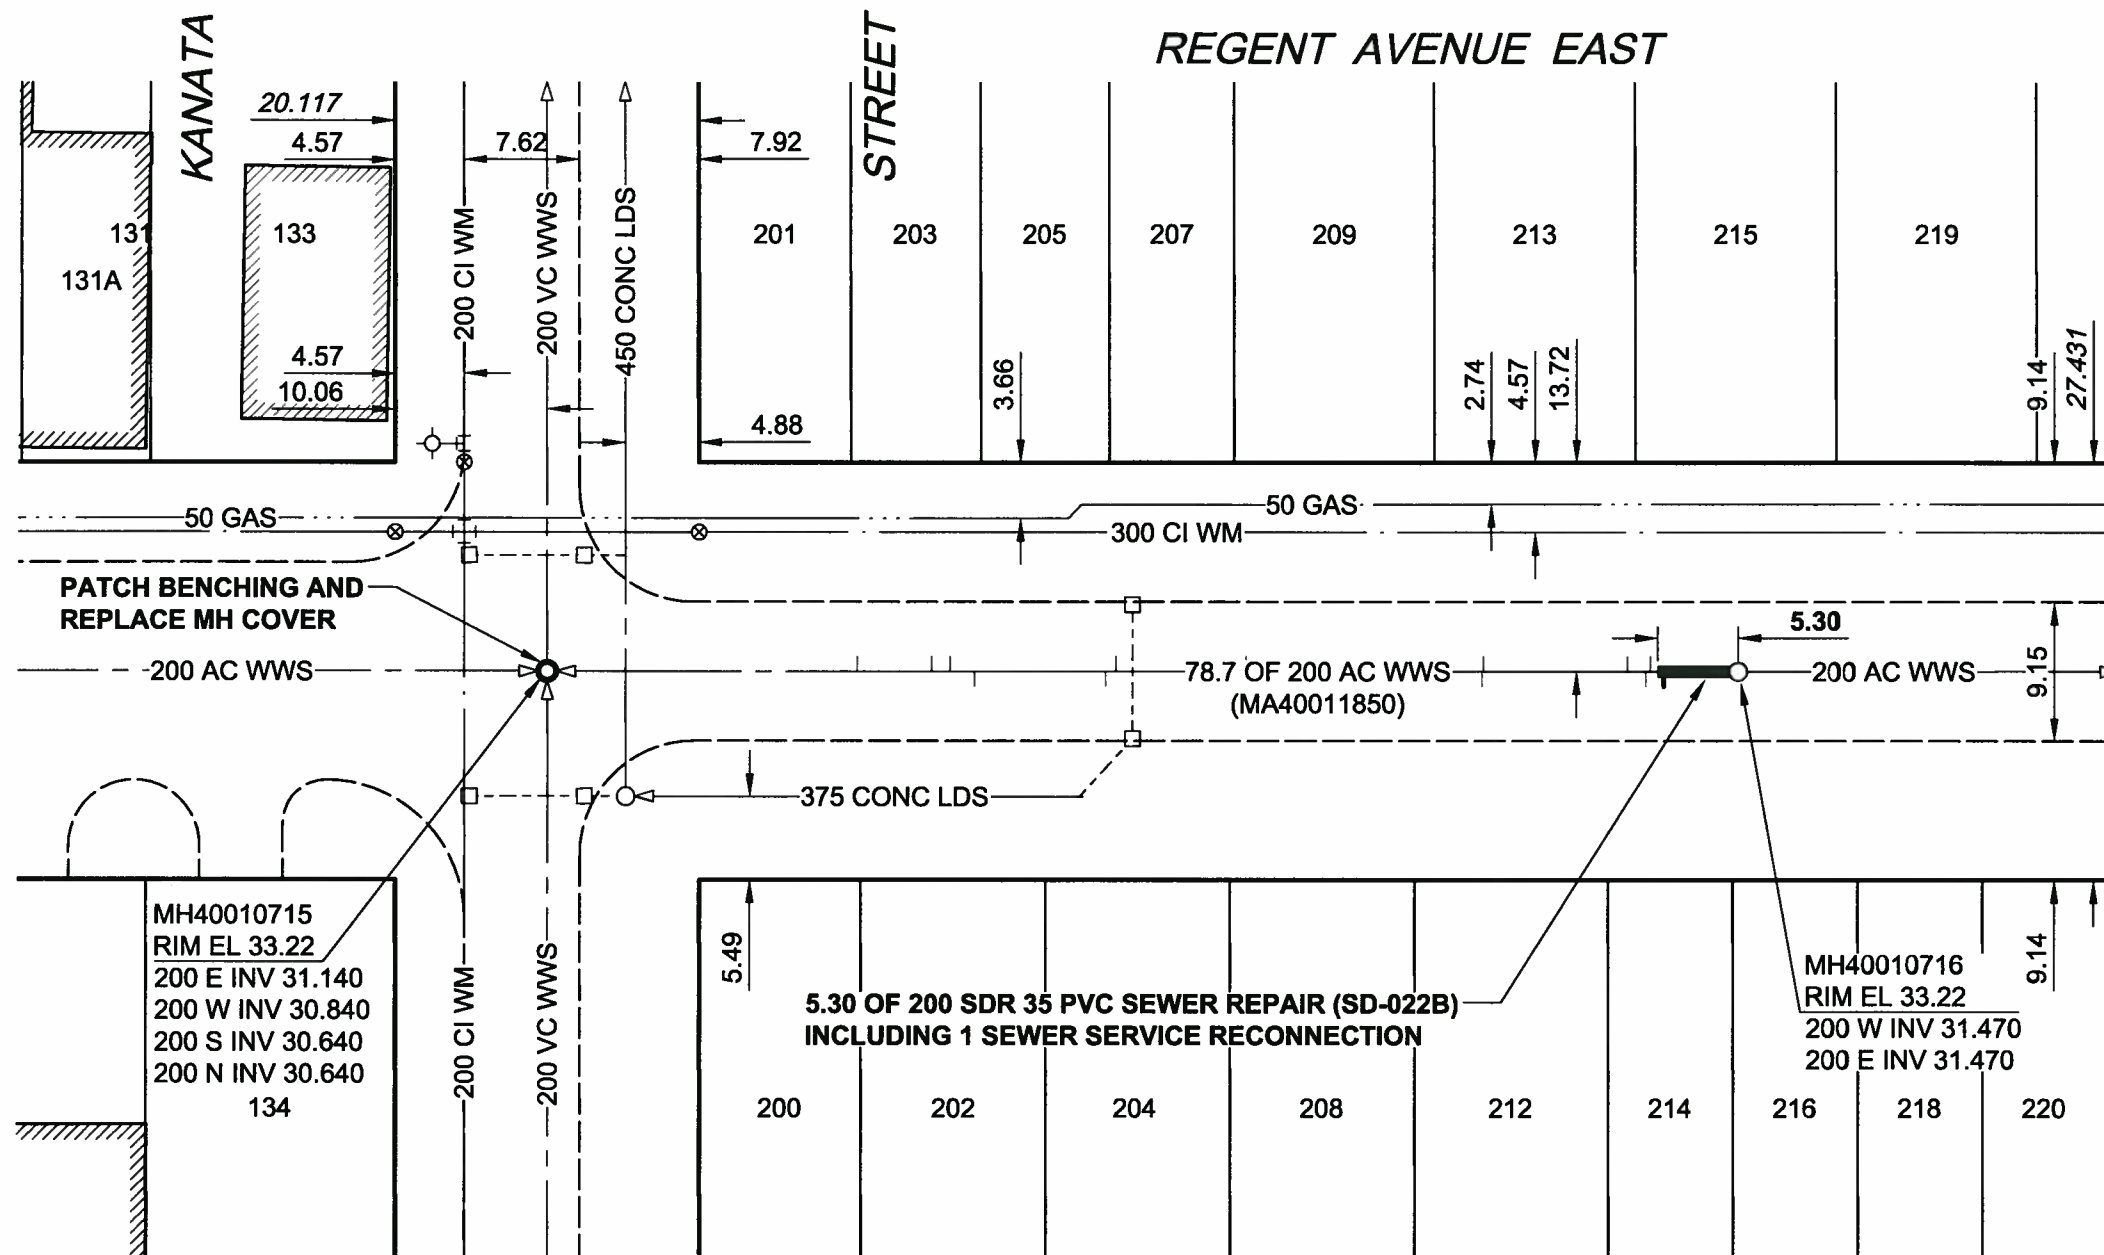 KANATA
STREET
REGENT AVENUE EAST
20.117
4.57
7.62
7.92
131
133
131A
201
203
205
207
209
213
215
219
200 CI WM
200 VC WWS
450 CONC LDS
4.57
10.06
4.88
3.66
2.74
4.57
13.72
9.14
27.431
50 GAS
50 GAS
300 CI WM
PATCH BENCHING AND
REPLACE MH COVER
5.30
200 AC WWS
78.7 OF 200 AC WWS
(MA40011850)
200 AC WWS
9.15
375 CONC LDS
MH40010715
RIM EL 33.22
200 E INV 31.140
200 W INV 30.840
200 S INV 30.640
200 N INV 30.640
134
200 CI WM
200 VC WWS
5.49
5.30 OF 200 SDR 35 PVC SEWER REPAIR (SD-022B)
INCLUDING 1 SEWER SERVICE RECONNECTION
MH40010716
RIM EL 33.22
200 W INV 31.470
200 E INV 31.470
9.14
200
202
204
208
212
214
216
218
220